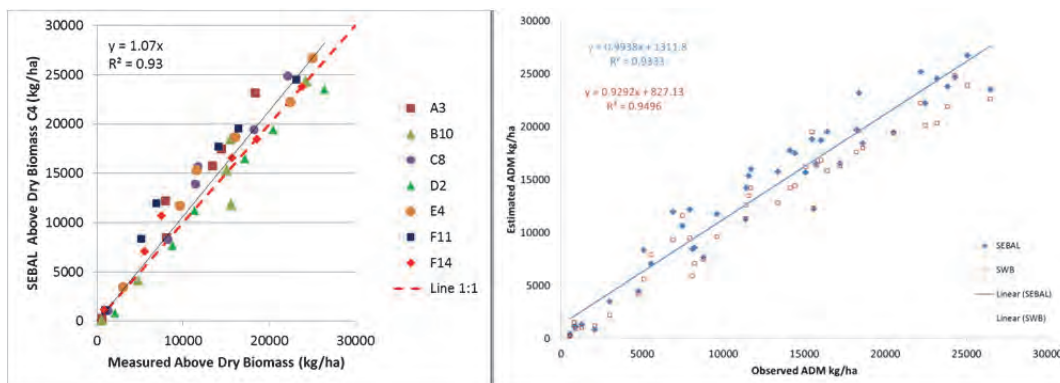 30000
y = 1.07x
R² = 0.93
25000
20000
15000
10000
5000
0
0 5000 10000 15000 20000 25000 30000
SEBAL Above Dry Biomass C4 (kg/ha)
Measured Above Dry Biomass (kg/ha)
A3
B10
C8
D2
E4
F11
F14
Line 1:1
30000
25000
20000
15000
10000
5000
0
0 5000 10000 15000 20000 25000 30000
y = 0.9938x + 1311.8
R² = 0.9333
y = 0.9292x + 827.13
R² = 0.9496
Estimated ADM kg/ha
Observed ADM kg/ha
SEBAL
SWB
Linear (SEBAL)
Linear (SWB)